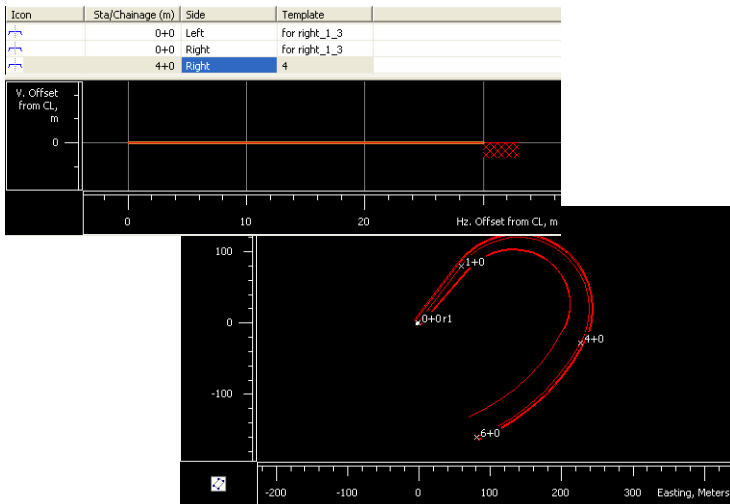 Icon Sta/Chainage (m) Side Template
0+0 Left for right_1_3
0+0 Right for right_1_3
4+0 Right 4
V. Offset
from CL,
m
0
0 10 20 Hz. Offset from CL, m
100
1+0
0
0+0 r1
4+0
-100
6+0
-200 -100 0 100 200 300 Easting, Meters